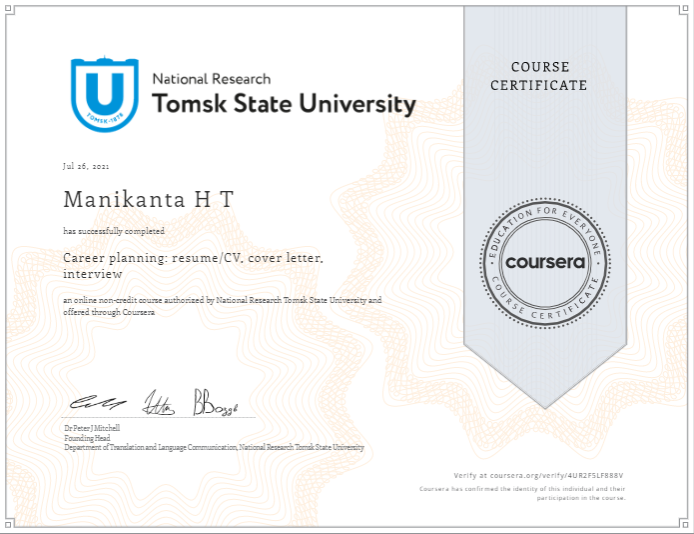 National Research
Tomsk State University
TOMSK·1878
COURSE
CERTIFICATE
Jul 26, 2021
Manikanta H T
has successfully completed
Career planning: resume/CV, cover letter,
interview
an online non-credit course authorized by National Research Tomsk State University and
offered through Coursera
EDUCATION FOR EVERYONE
coursera
COURSE CERTIFICATE
Dr Peter J Mitchell
Founding Head
Department of Translation and Language Communication, National Research Tomsk State University
Verify at coursera.org/verify/4UR2F5LF888V
Coursera has confirmed the identity of this individual and their
participation in the course.